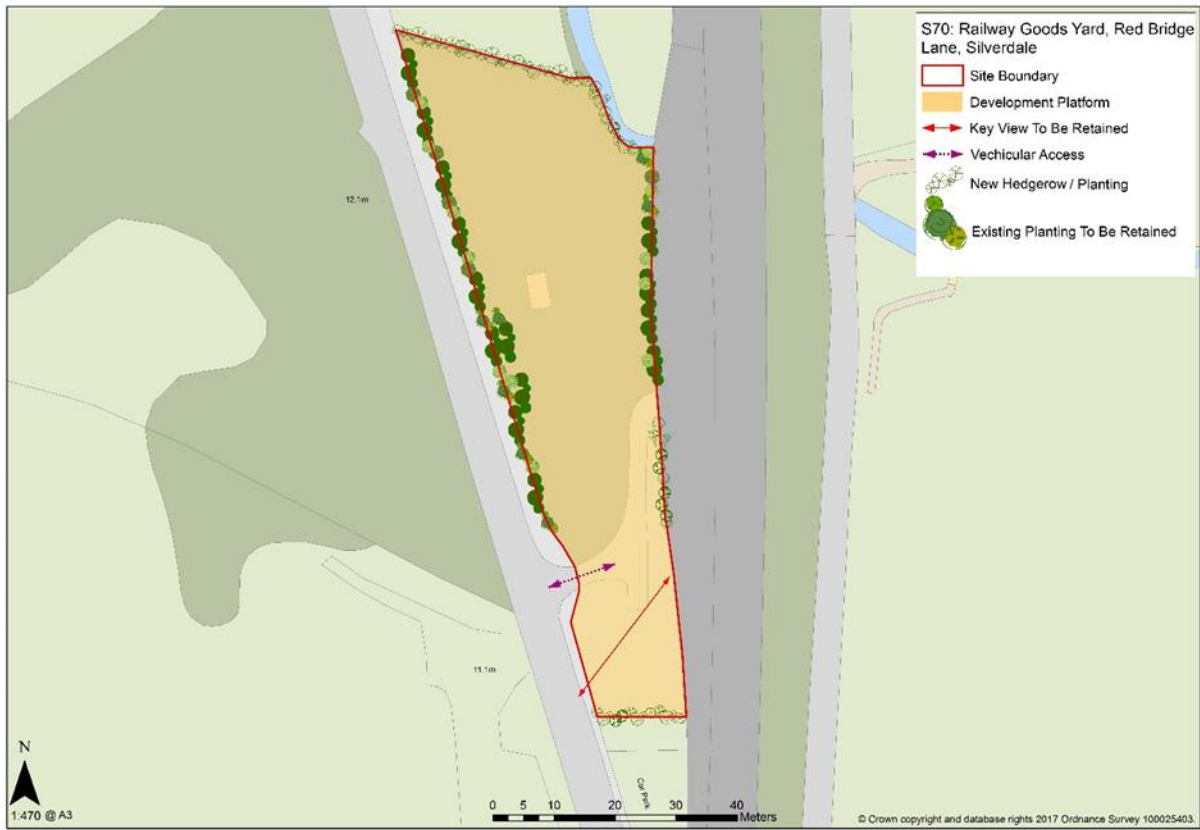 S70: Railway Goods Yard, Red Bridge
Lane, Silverdale
Site Boundary
Development Platform
Key View To Be Retained
Vechicular Access
New Hedgerow / Planting
Existing Planting To Be Retained
12.1m
11.1m
Car Park
N
1:470 @ A3
0 5 10 20 30 40
Meters
© Crown copyright and database rights 2017 Ordnance Survey 100025403.